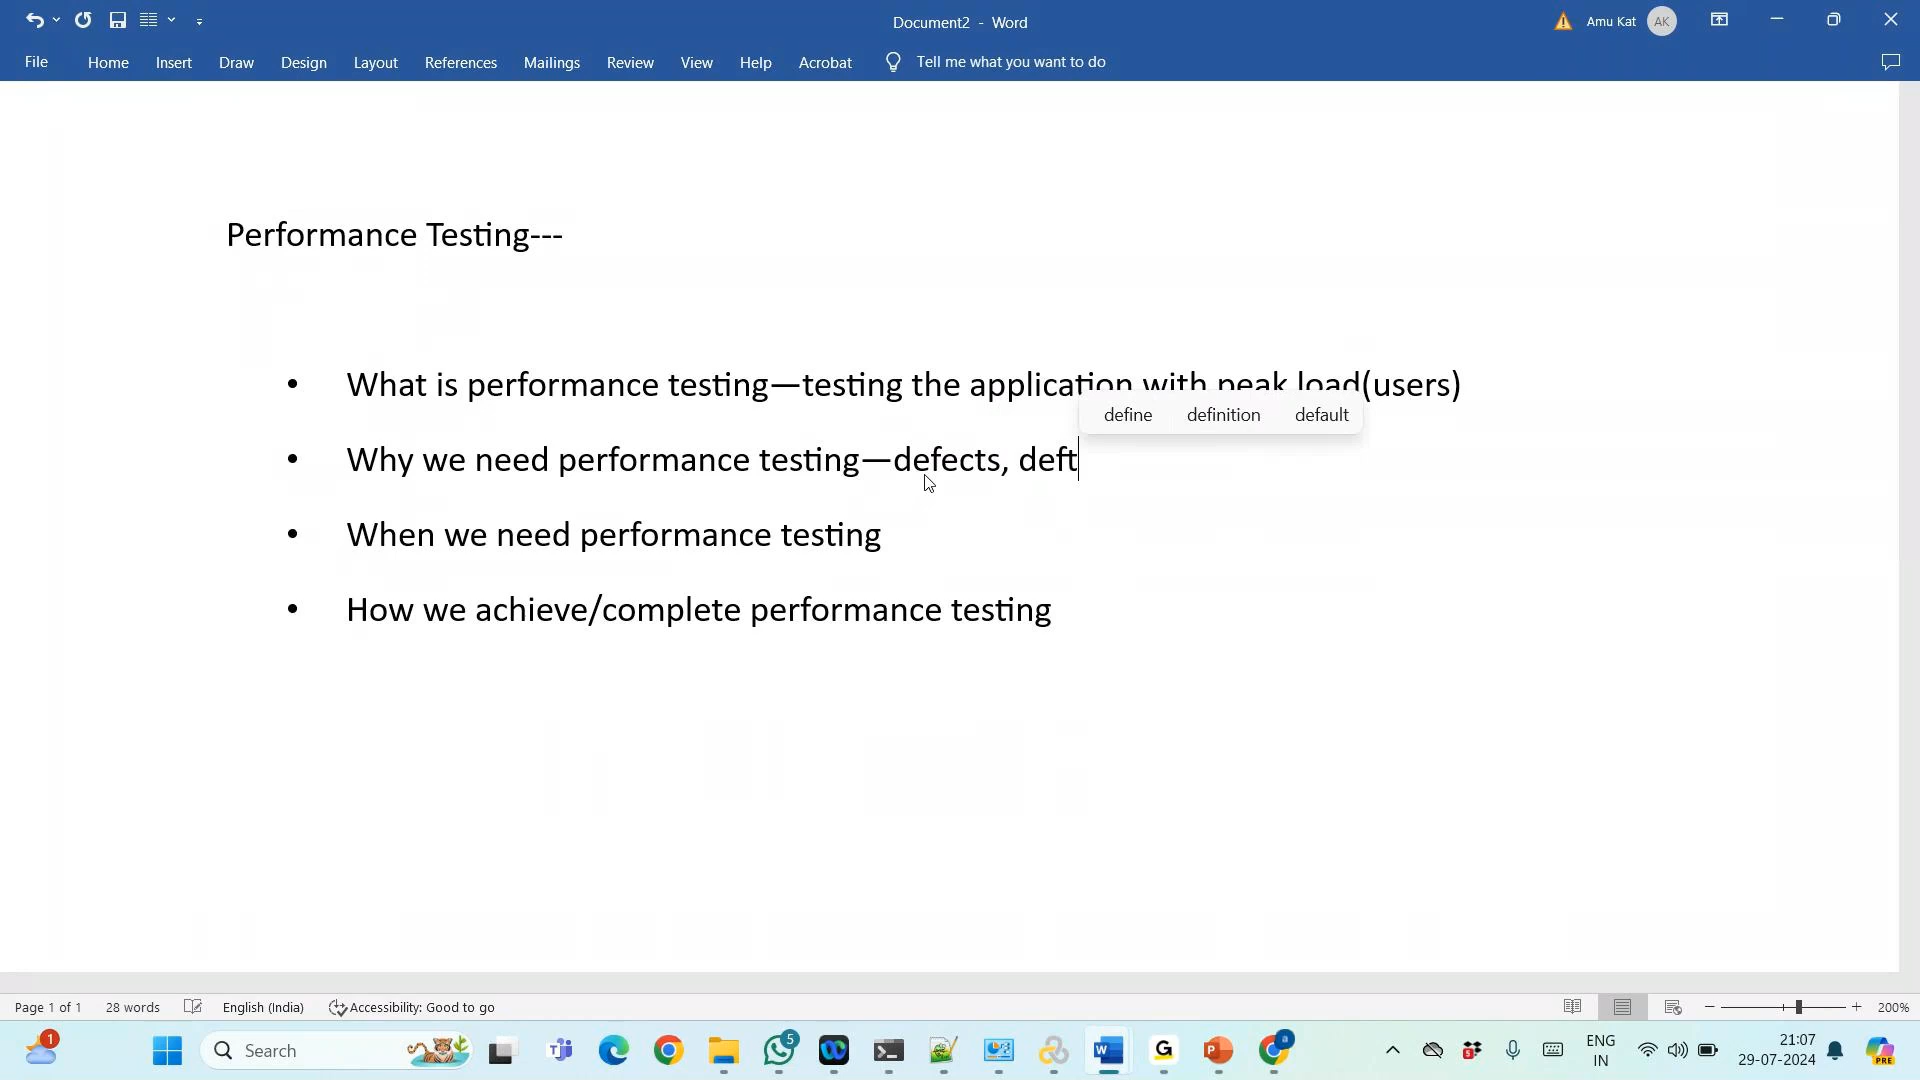 Document2 - Word
Amu Kat
AK
File Home Insert Draw Design Layout References Mailings Review View Help Acrobat Tell me what you want to do
Performance Testing---
• What is performance testing—testing the application with peak load(users)
define definition default
• Why we need performance testing—defects, deft
• When we need performance testing
• How we achieve/complete performance testing
Page 1 of 1 28 words English (India) Accessibility: Good to go 200%
1
Search
5
W
G
P
a
5
ENG
IN
21:07
29-07-2024
PRE